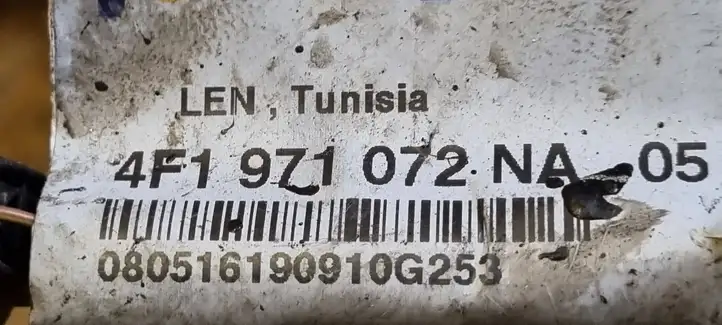 LEN , Tunisia
4F1 971 072 NA 05
080516190910G253